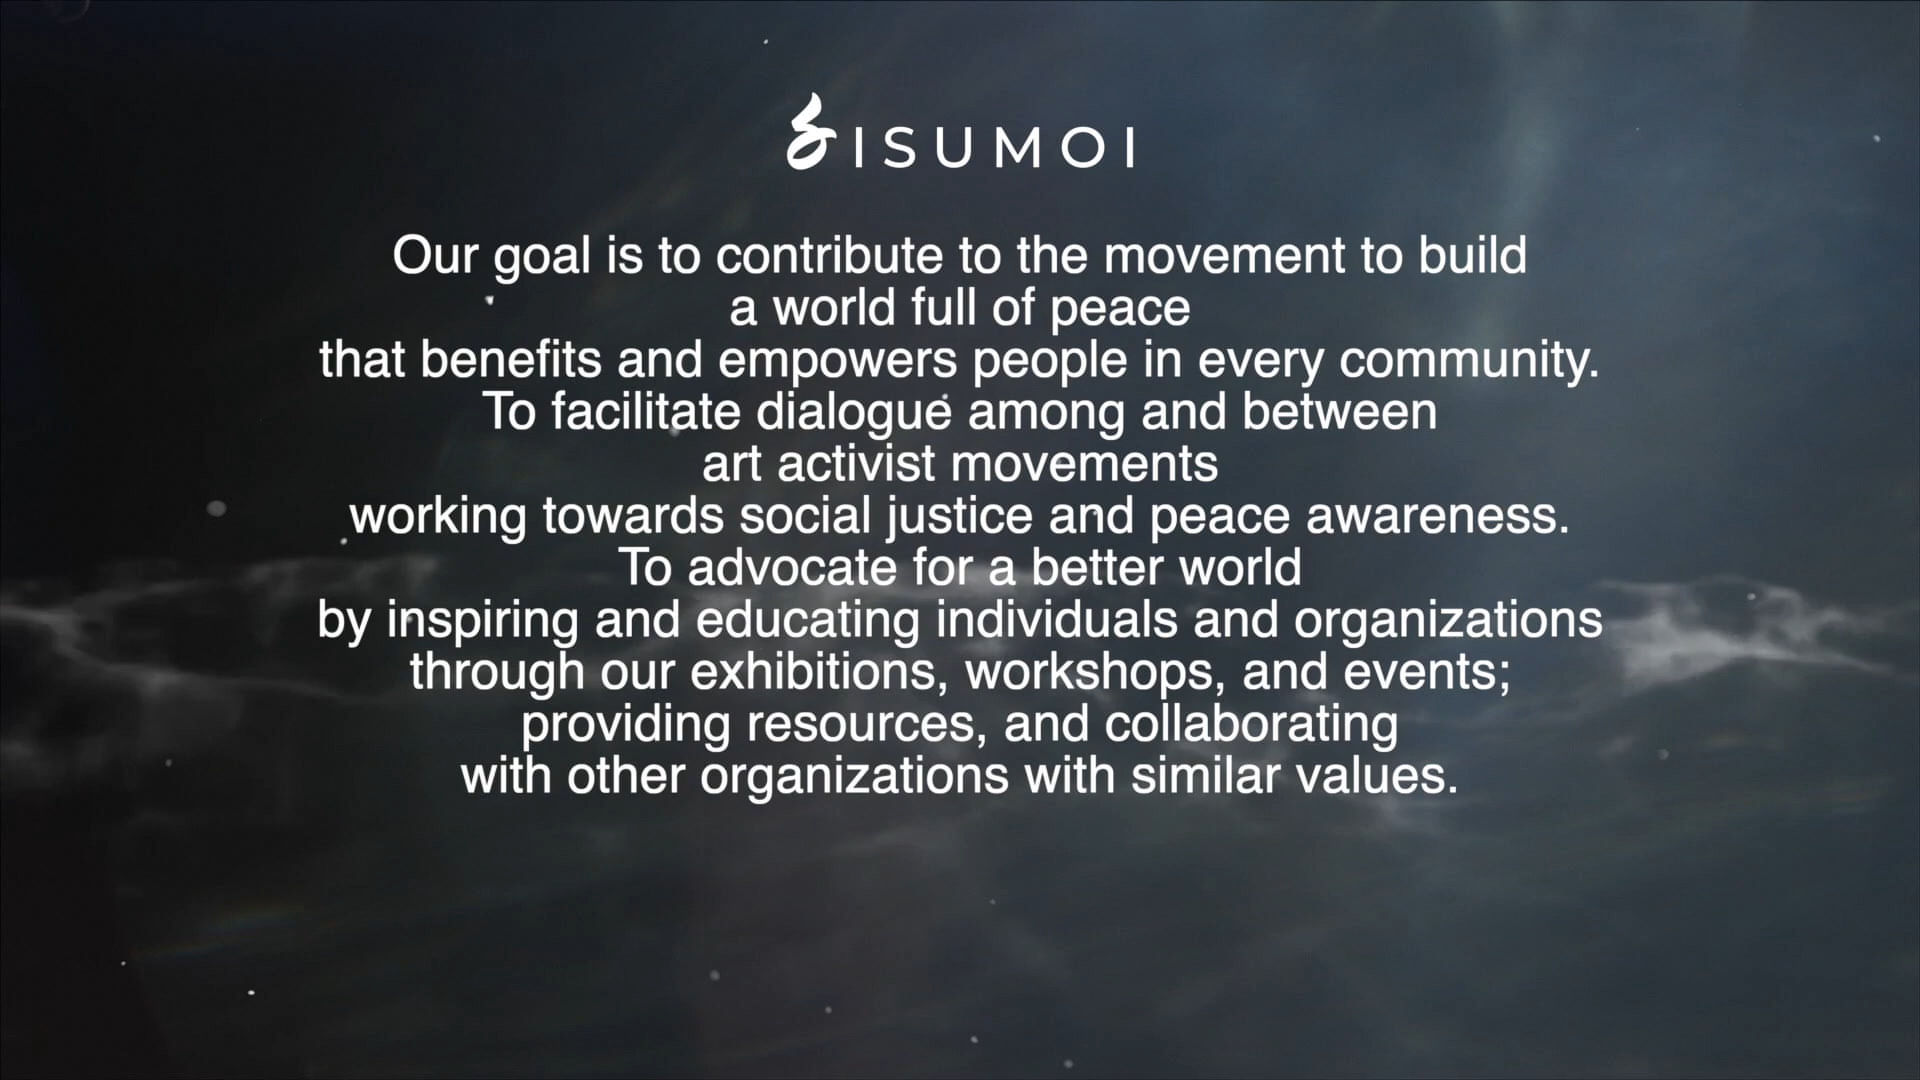 ISUMOI
Our goal is to contribute to the movement to build
a world full of peace
that benefits and empowers people in every community.
To facilitate dialogue among and between
art activist movements
working towards social justice and peace awareness.
To advocate for a better world
by inspiring and educating individuals and organizations
through our exhibitions, workshops, and events;
providing resources, and collaborating
with other organizations with similar values.